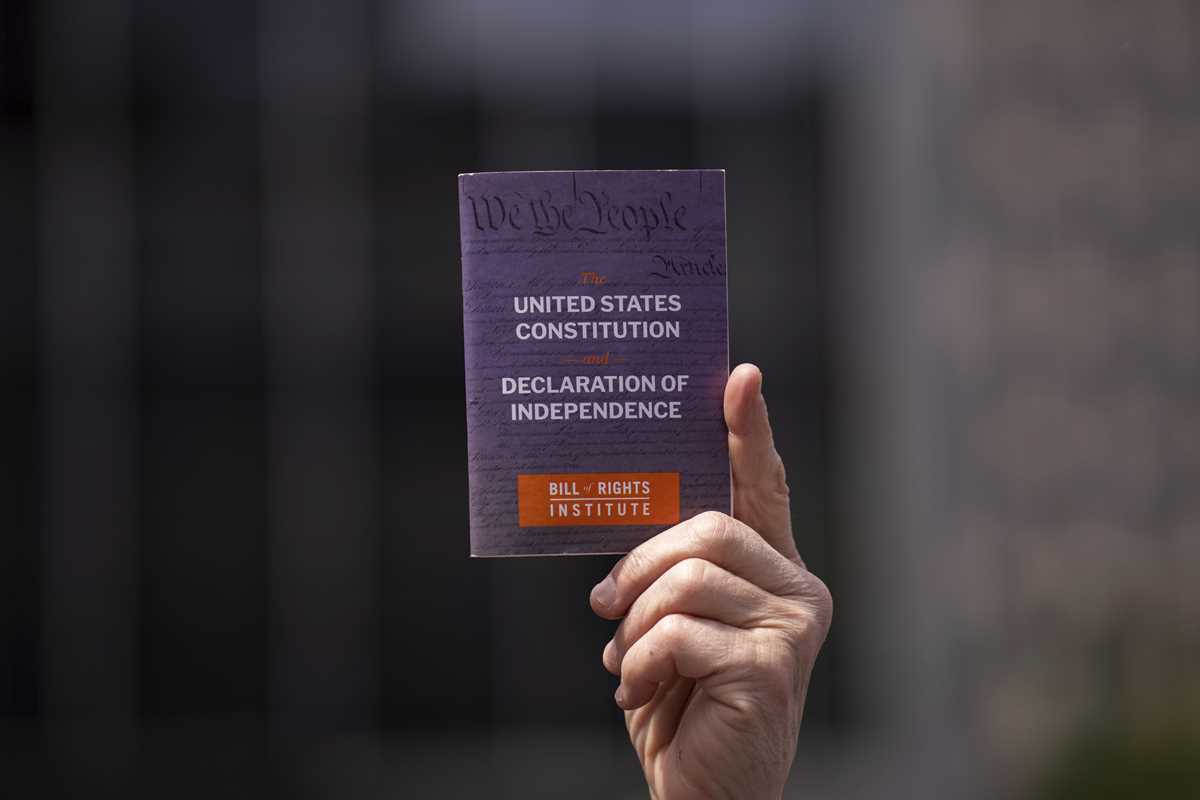 We the People
Article
The
UNITED STATES
CONSTITUTION
and
DECLARATION OF
INDEPENDENCE
BILL of RIGHTS
INSTITUTE